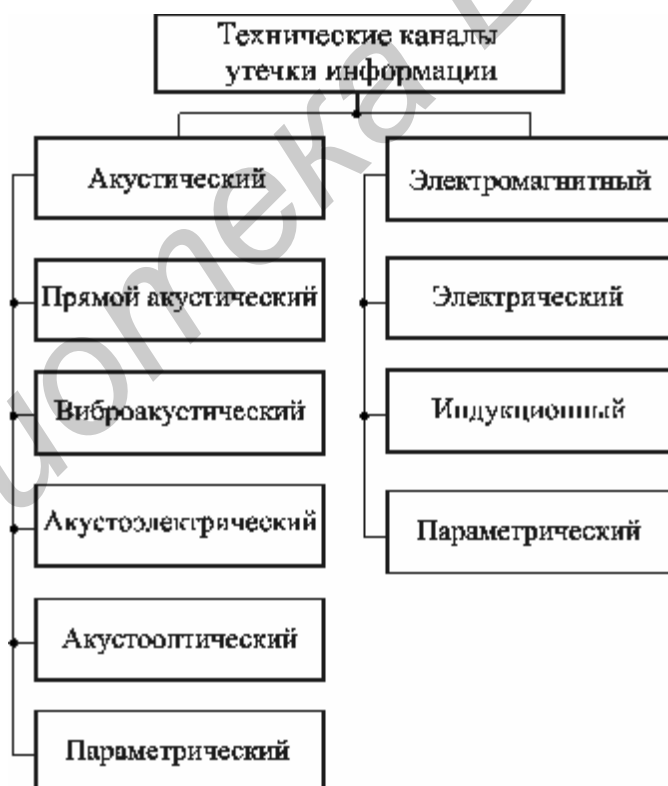 Технические каналы
утечки информации
Акустический
Прямой акустический
Виброакустический
Акустоэлектрический
Акустооптический
Параметрический
Электромагнитный
Электрический
Индукционный
Параметрический